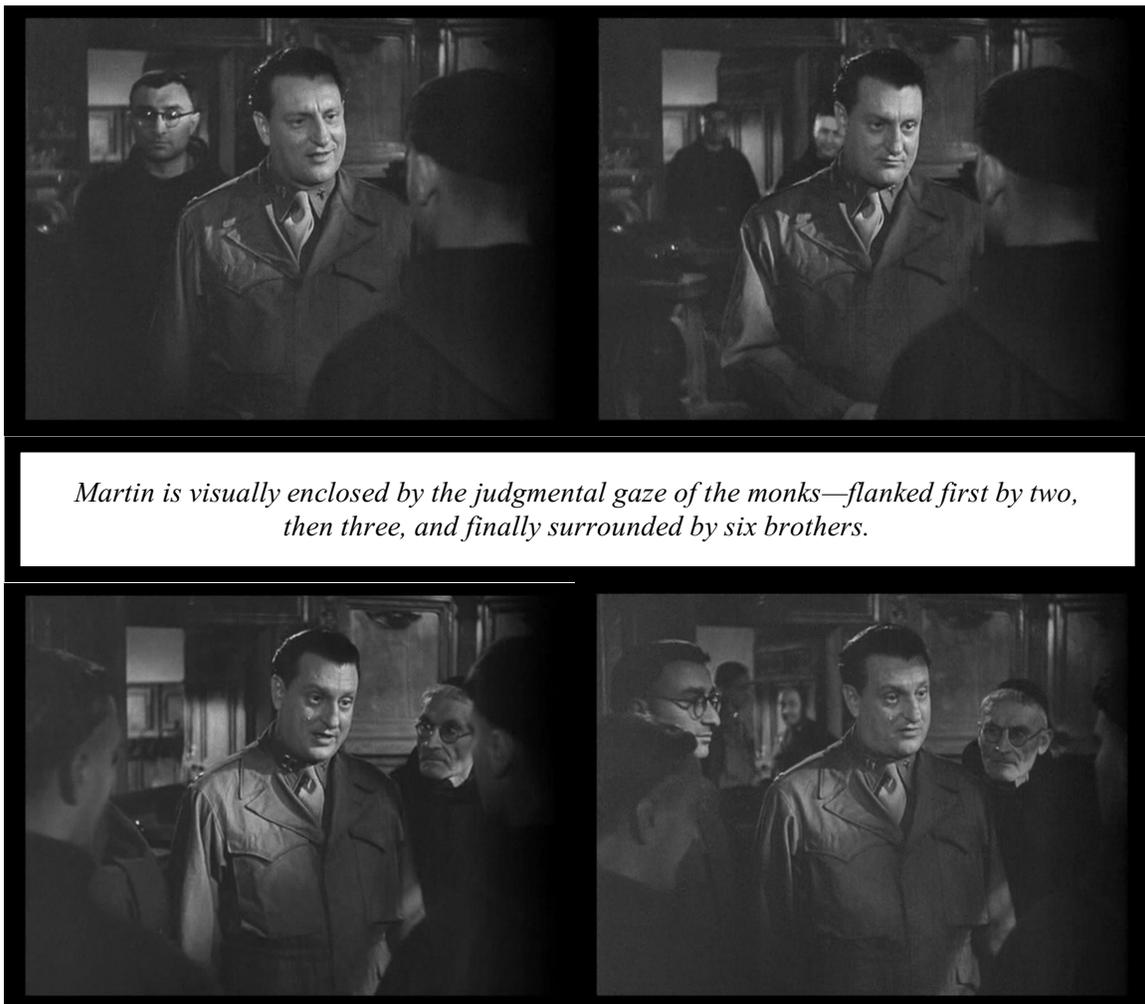 Martin is visually enclosed by the judgmental gaze of the monks—flanked first by two,
then three, and finally surrounded by six brothers.